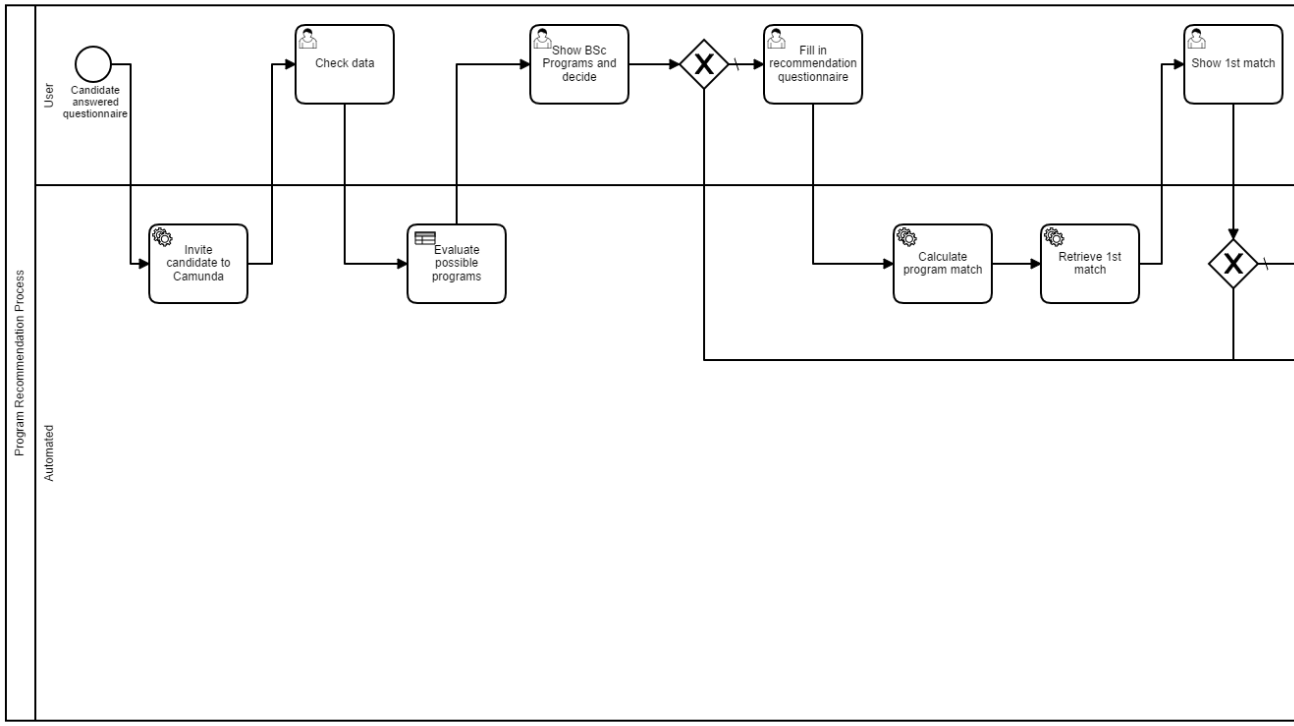 Program Recommendation Process
User
Candidate
answered
questionnaire
Check data
Show BSc
Programs and
decide
Fill in
recommendation
questionnaire
Show 1st match
Automated
Invite
candidate to
Camunda
Evaluate
possible
programs
Calculate
program match
Retrieve 1st
match